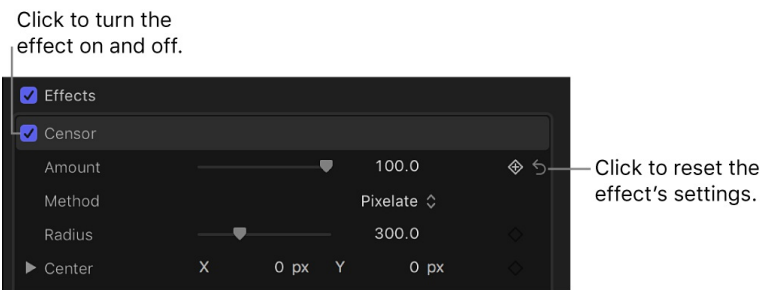 Click to turn the
effect on and off.
Effects
Censor
Amount 100.0
Click to reset the
effect's settings.
Method Pixelate
Radius 300.0
Center X 0 px Y 0 px